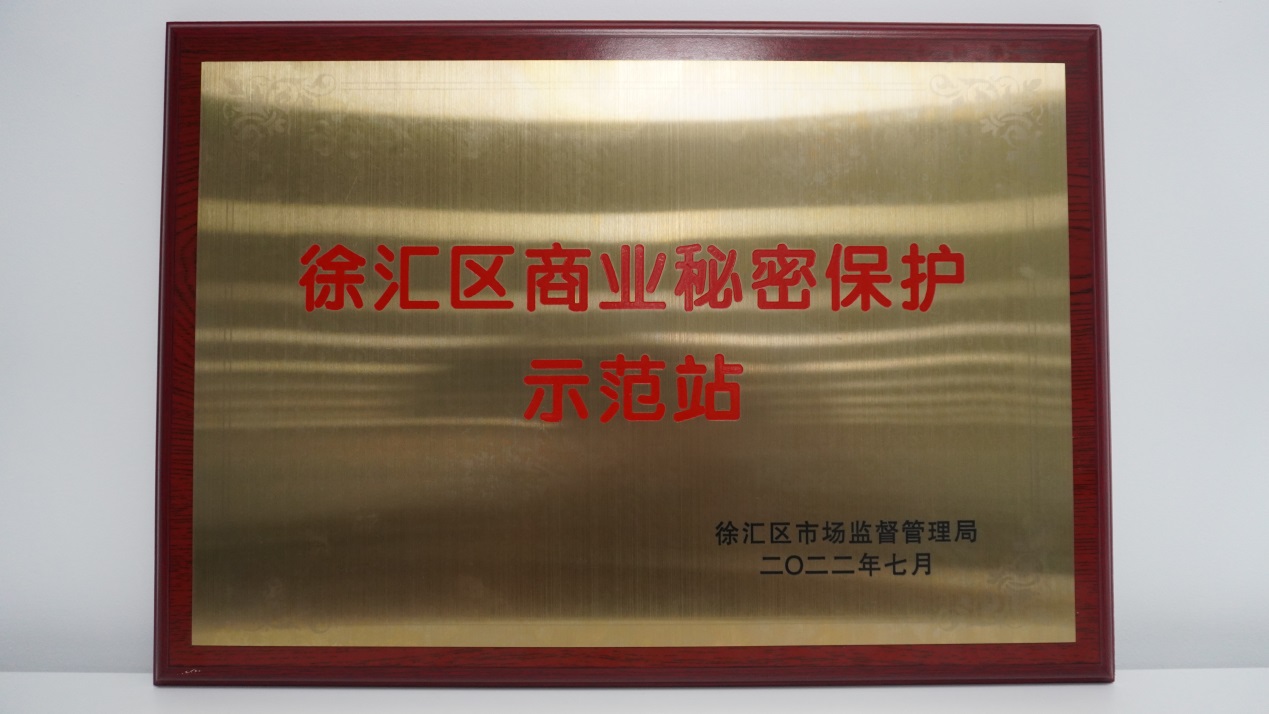 徐汇区商业秘密保护
示范站
徐汇区市场监督管理局
二〇二二年七月